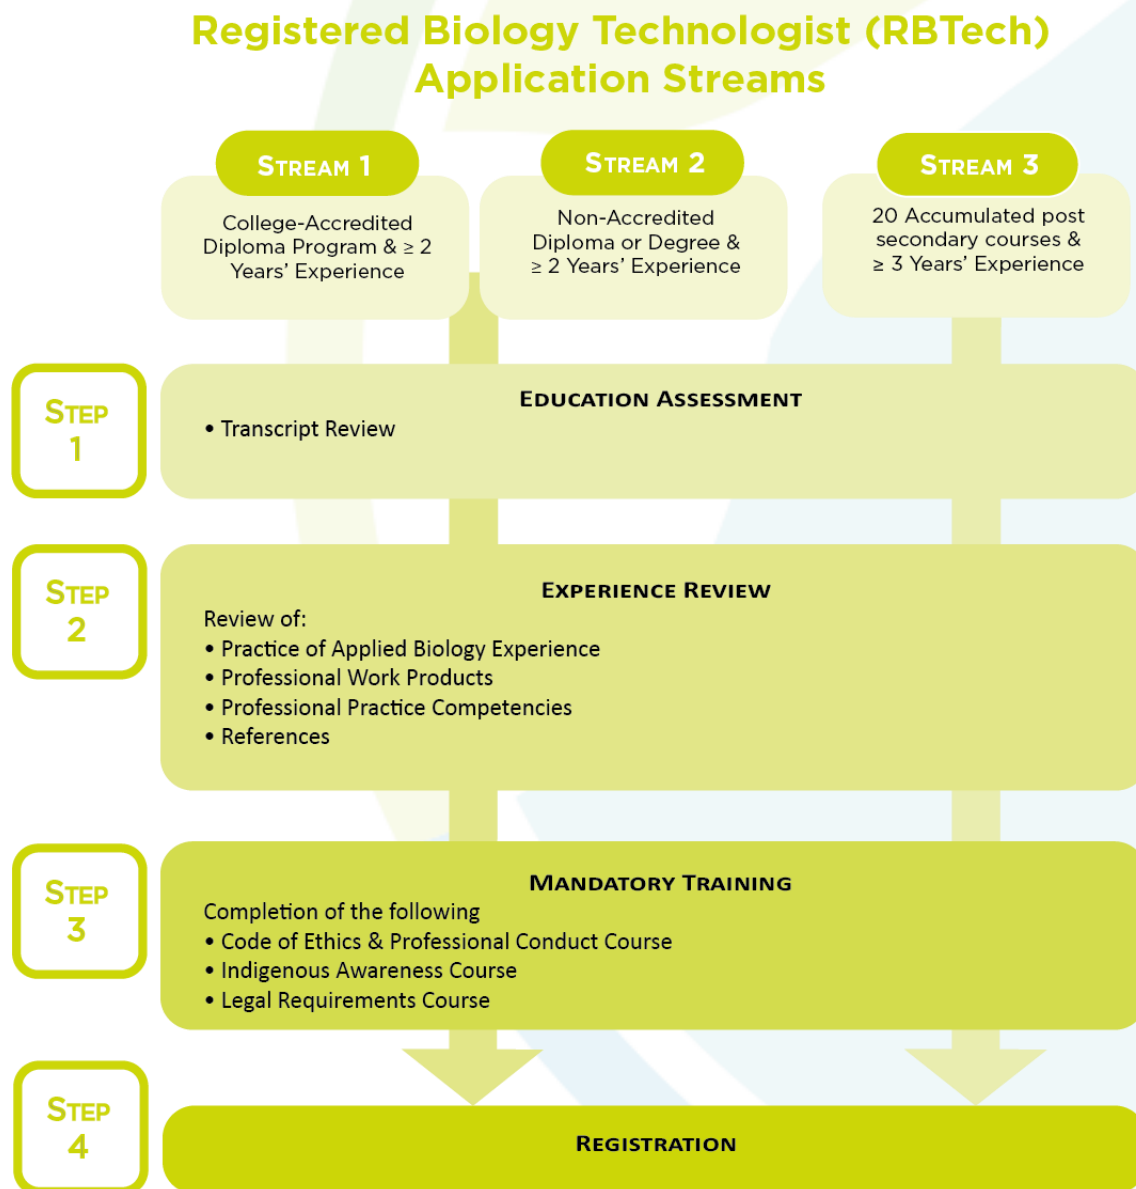 Registered Biology Technologist (RBTech)
Application Streams
STREAM 1
College-Accredited
Diploma Program & ≥ 2
Years' Experience
STREAM 2
Non-Accredited
Diploma or Degree &
≥ 2 Years' Experience
STREAM 3
20 Accumulated post
secondary courses &
≥ 3 Years' Experience
STEP
1
EDUCATION ASSESSMENT
• Transcript Review
STEP
2
EXPERIENCE REVIEW
Review of:
• Practice of Applied Biology Experience
• Professional Work Products
• Professional Practice Competencies
• References
STEP
3
MANDATORY TRAINING
Completion of the following
• Code of Ethics & Professional Conduct Course
• Indigenous Awareness Course
• Legal Requirements Course
STEP
4
REGISTRATION